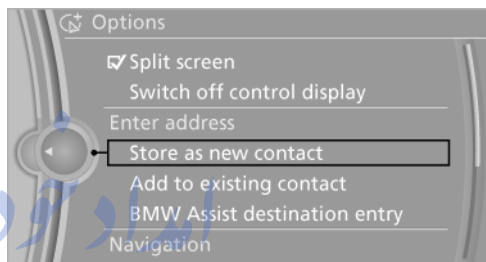 Options
Split screen
Switch off control display
Enter address
Store as new contact
Add to existing contact
BMW Assist destination entry
Navigation